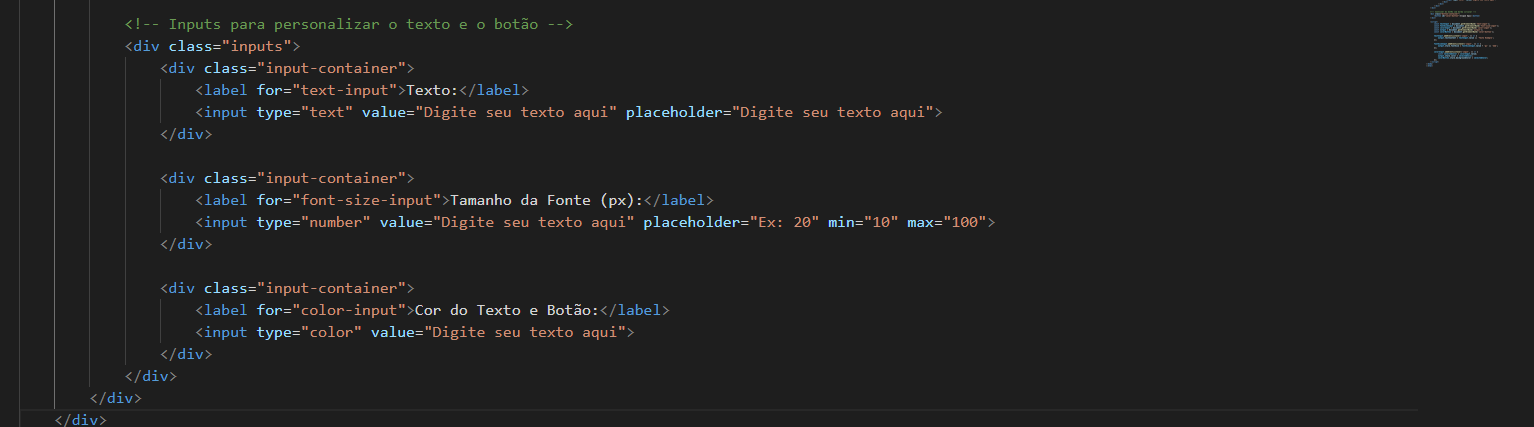 <!-- Inputs para personalizar o texto e o botão -->
<div class="inputs">
<div class="input-container">
<label for="text-input">Texto:</label>
<input type="text" value="Digite seu texto aqui" placeholder="Digite seu texto aqui">
</div>
<div class="input-container">
<label for="font-size-input">Tamanho da Fonte (px):</label>
<input type="number" value="Digite seu texto aqui" placeholder="Ex: 20" min="10" max="100">
</div>
<div class="input-container">
<label for="color-input">Cor do Texto e Botão:</label>
<input type="color" value="Digite seu texto aqui">
</div>
</div>
</div>
</div>